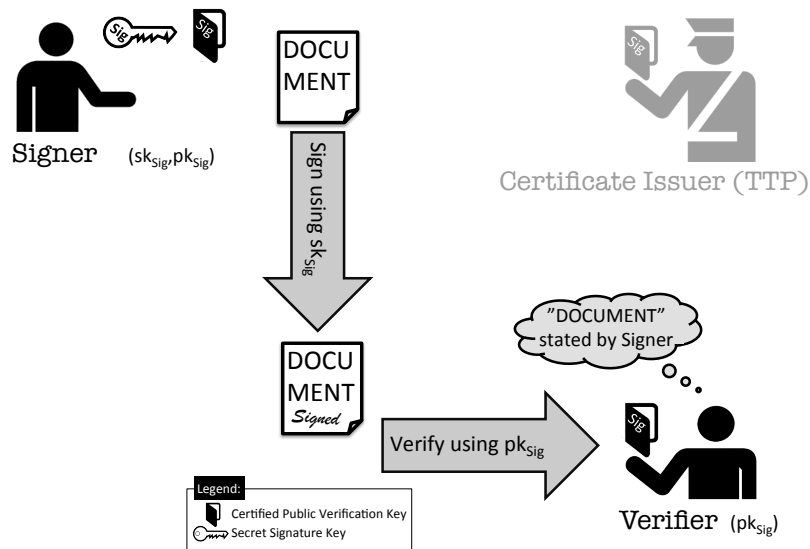 Sig
Sig
DOCU
MENT
Sig
Signer (sk_Sig,pk_Sig)
Certificate Issuer (TTP)
Sign using sk_Sig
"DOCUMENT"
stated by Signer
DOCU
MENT
Signed
Sig
Verify using pk_Sig
Verifier (pk_Sig)
Legend:
Certified Public Verification Key
Secret Signature Key